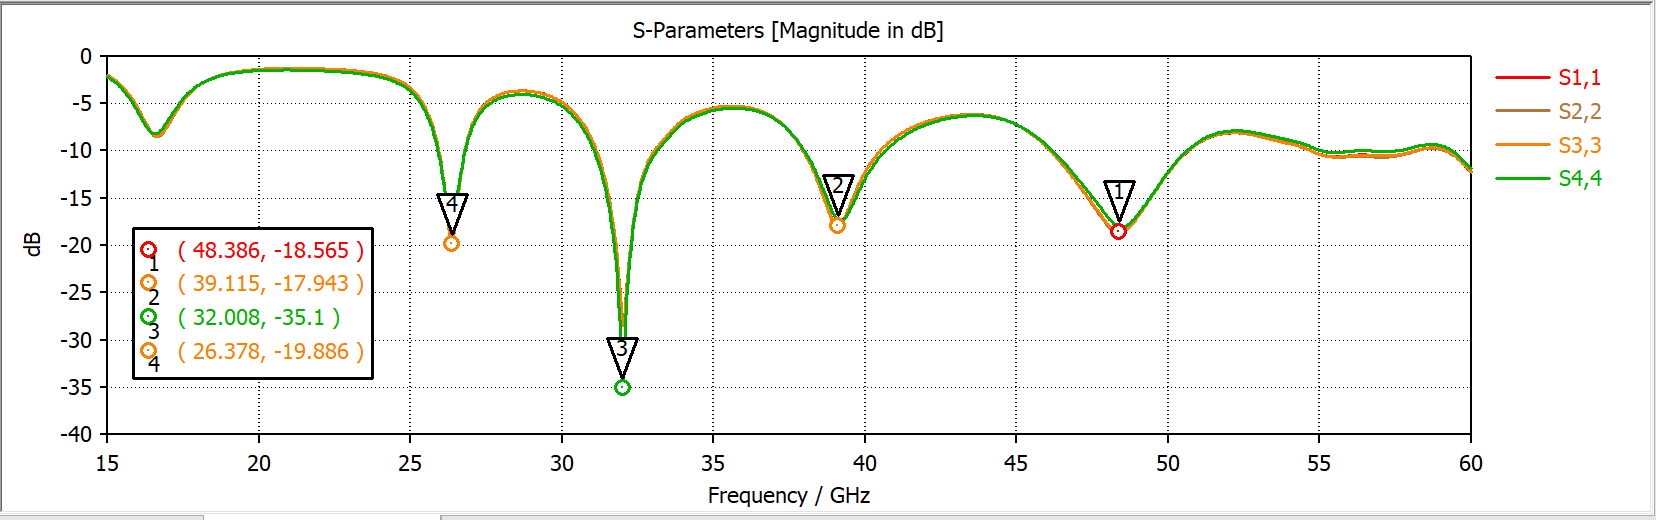 S-Parameters [Magnitude in dB]
0
-5
-10
-15
-20
-25
-30
-35
-40
dB
15
20
25
30
35
40
45
50
55
60
Frequency / GHz
S1,1
S2,2
S3,3
S4,4
4
3
2
1
1 ( 48.386, -18.565 )
2 ( 39.115, -17.943 )
3 ( 32.008, -35.1 )
4 ( 26.378, -19.886 )